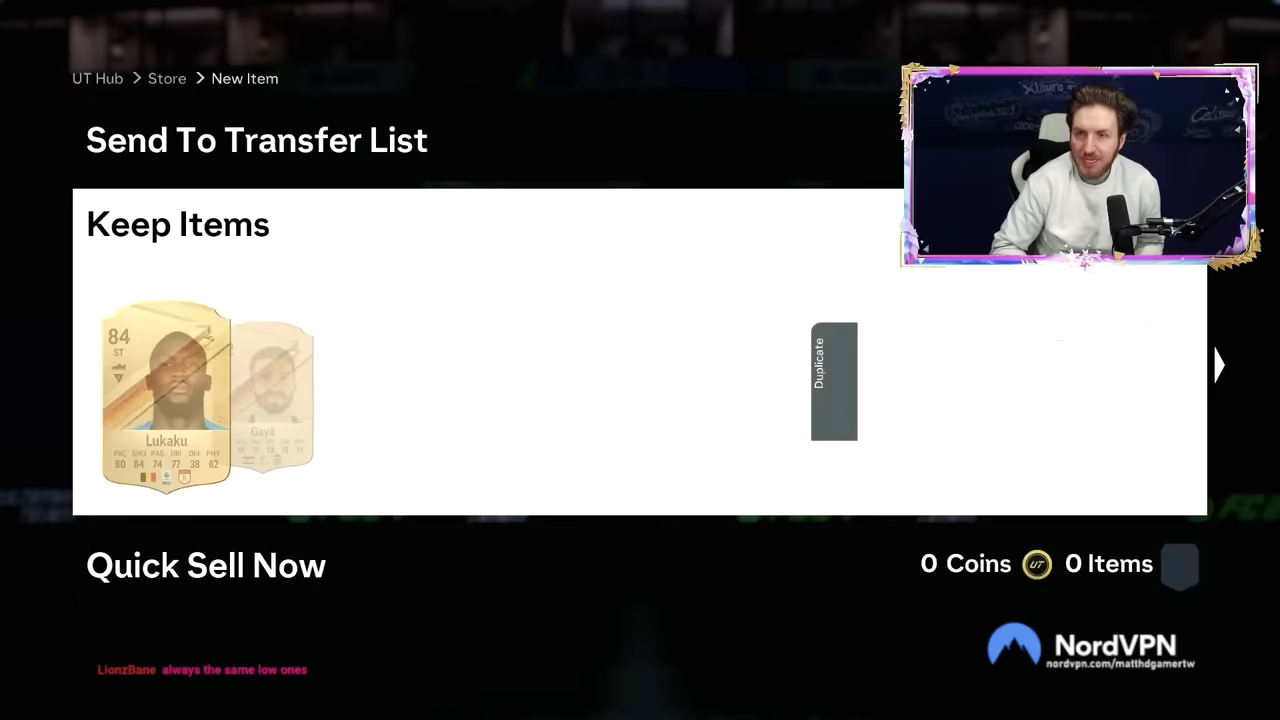 UT Hub > Store > New Item
Send To Transfer List
Keep Items
84
ST
Lukaku
PAC SHO PAS DRI DEF PHY
80 84 74 77 38 82
Gayà
Duplicate
Quick Sell Now
0 Coins UT 0 Items
NordVPN
nordvpn.com/matthdgamertw
LionzBane always the same low ones